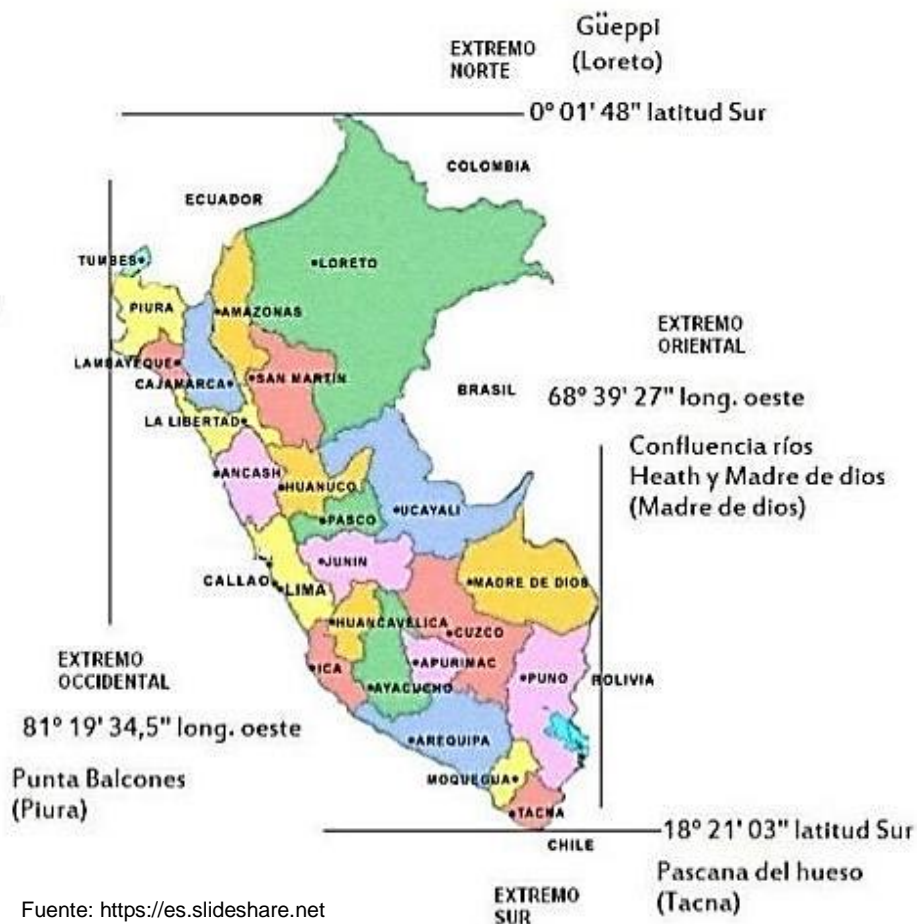 Güeppi
(Loreto)
EXTREMO
NORTE
0° 01' 48" latitud Sur
COLOMBIA
ECUADOR
TUMBES
LORETO
PIURA
AMAZONAS
EXTREMO
ORIENTAL
LAMBAYEQUE
CAJAMARCA
SAN MARTÍN
BRASIL
68° 39' 27" long. oeste
LA LIBERTAD
Confluencia ríos
Heath y Madre de dios
(Madre de dios)
ANCASH
HUANUCO
UCAYALI
PASCO
JUNIN
CALLAO
LIMA
MADRE DE DIOS
HUANCAVELICA
CUZCO
EXTREMO
OCCIDENTAL
ICA
APURIMAC
PUNO
BOLIVIA
AYACUCHO
81° 19' 34,5" long. oeste
AREQUIPA
Punta Balcones
(Piura)
MOQUEGUA
TACNA
18° 21' 03" latitud Sur
CHILE
Pascana del hueso
(Tacna)
EXTREMO
SUR
Fuente: https://es.slideshare.net